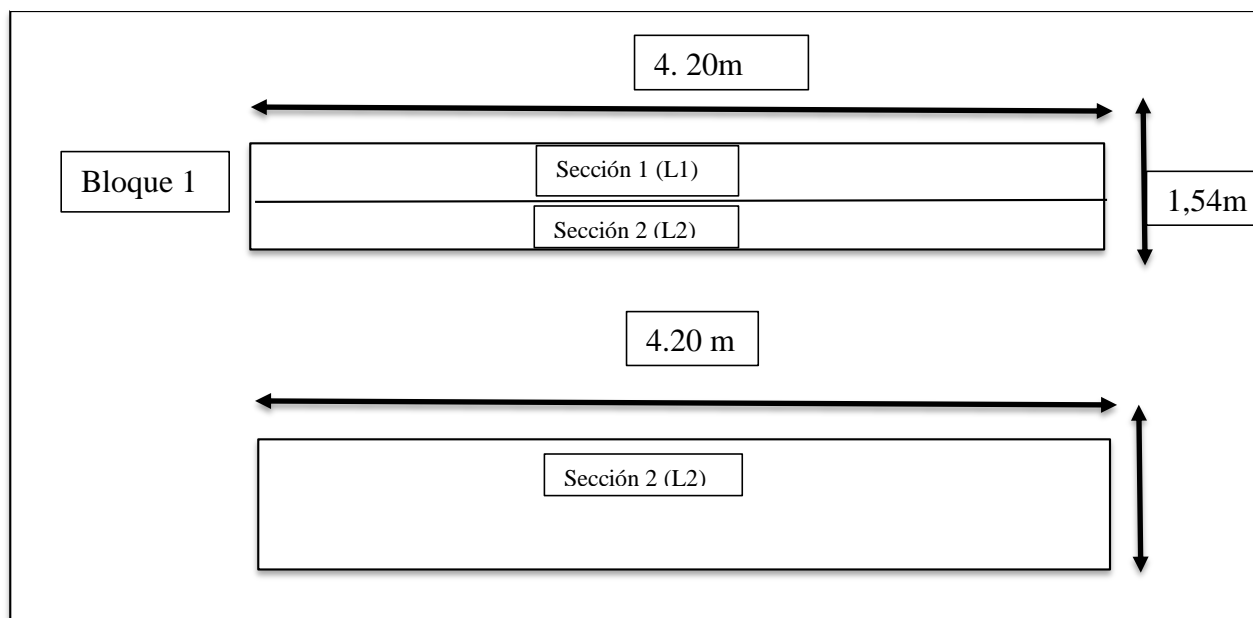 4. 20m
Bloque 1
Sección 1 (L1)
1,54m
Sección 2 (L2)
4.20 m
Sección 2 (L2)